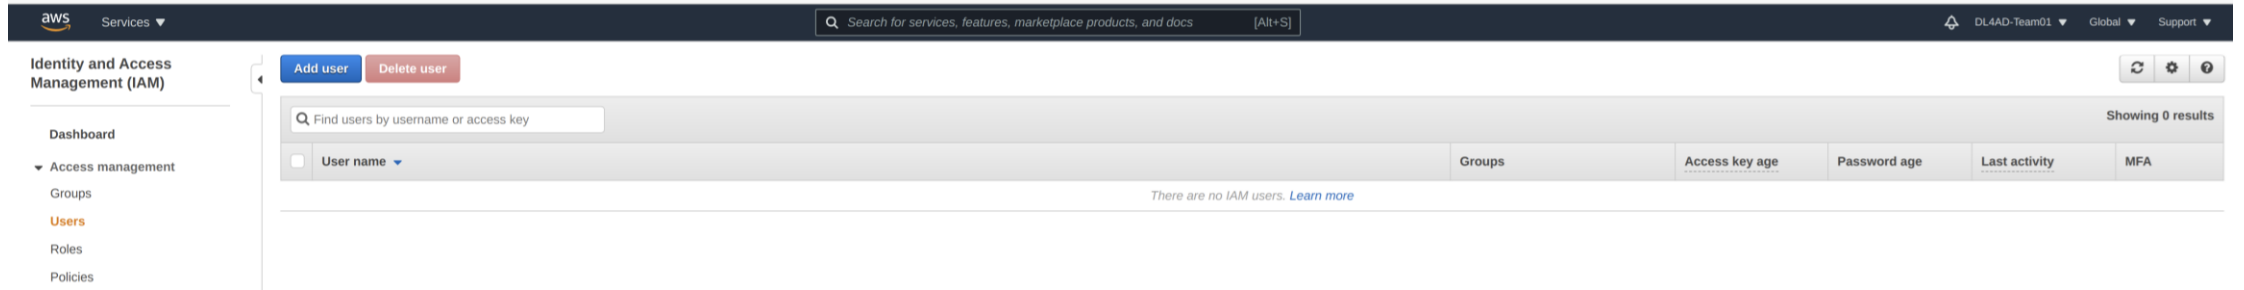 aws Services Search for services, features, marketplace products, and docs [Alt+S] DL4AD-Team01 Global Support
Identity and Access
Management (IAM)
Dashboard
Access management
Groups
Users
Roles
Policies
Add user Delete user
Find users by username or access key Showing 0 results
User name Groups Access key age Password age Last activity MFA
There are no IAM users. Learn more